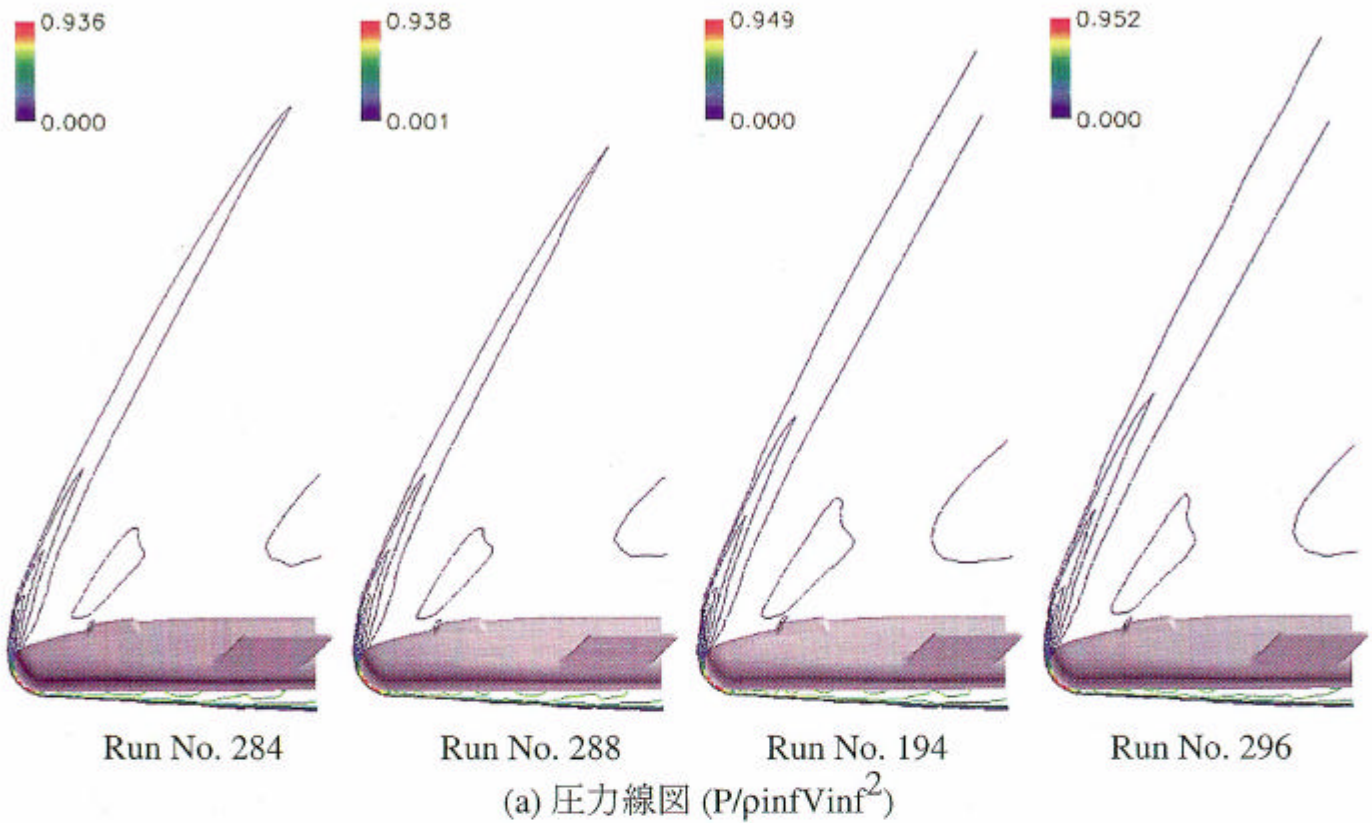 0.936
0.000
0.938
0.001
0.949
0.000
0.952
0.000
Run No. 284
Run No. 288
Run No. 194
Run No. 296
(a) 圧力線図 (P/ρinfVinf²)